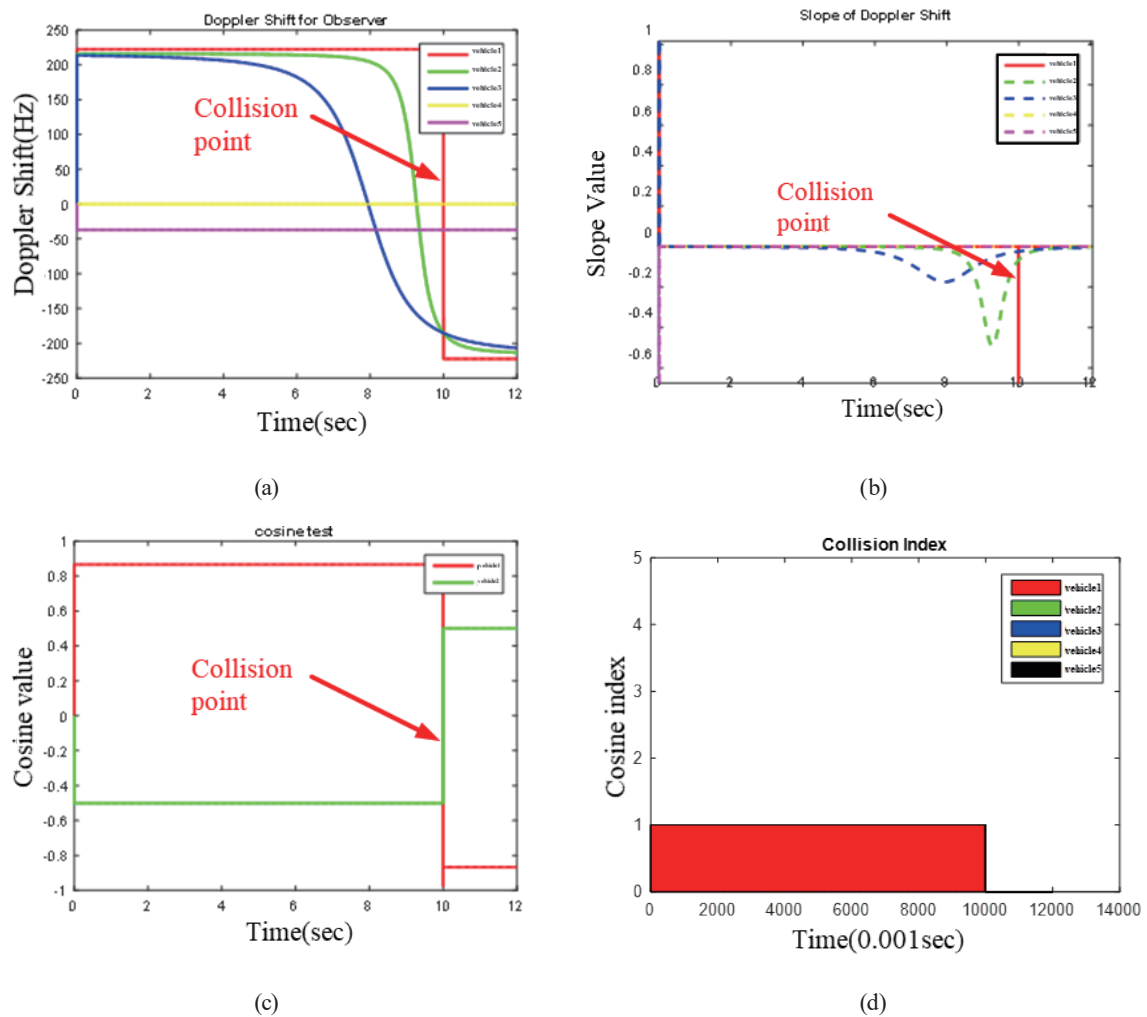 Doppler Shift for Observer
250
200
150
100
50
0
-50
-100
-150
-200
-250
0 2 4 6 8 10 12
Doppler Shift(Hz)
Time(sec)
vehicle1
vehicle2
vehicle3
vehicle4
vehicle5
Collision
point
(a)
Slope of Doppler Shift
1
0.8
0.6
0.4
0.2
0
-0.2
-0.4
-0.6
0 2 4 6 8 10 12
Slope Value
Time(sec)
vehicle1
vehicle2
vehicle3
vehicle4
vehicle5
Collision
point
(b)
cosine test
1
0.8
0.6
0.4
0.2
0
-0.2
-0.4
-0.6
-0.8
-1
0 2 4 6 8 10 12
Cosine value
Time(sec)
Collision
point
(c)
Collision Index
5
4
3
2
1
0
0 2000 4000 6000 8000 10000 12000 14000
Cosine index
Time(0.001sec)
vehicle1
vehicle2
vehicle3
vehicle4
vehicle5
(d)